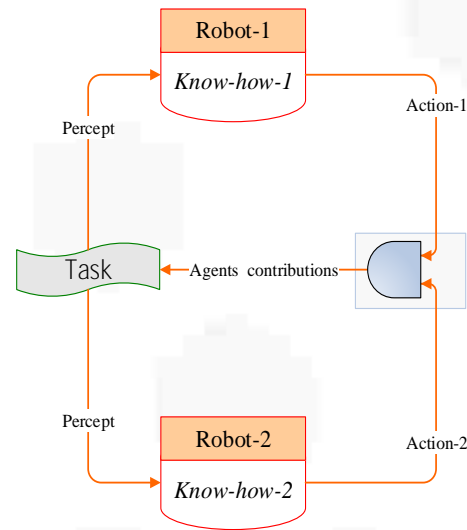 Robot-1
Know-how-1
Percept
Action-1
Task
Agents contributions
Percept
Robot-2
Action-2
Know-how-2